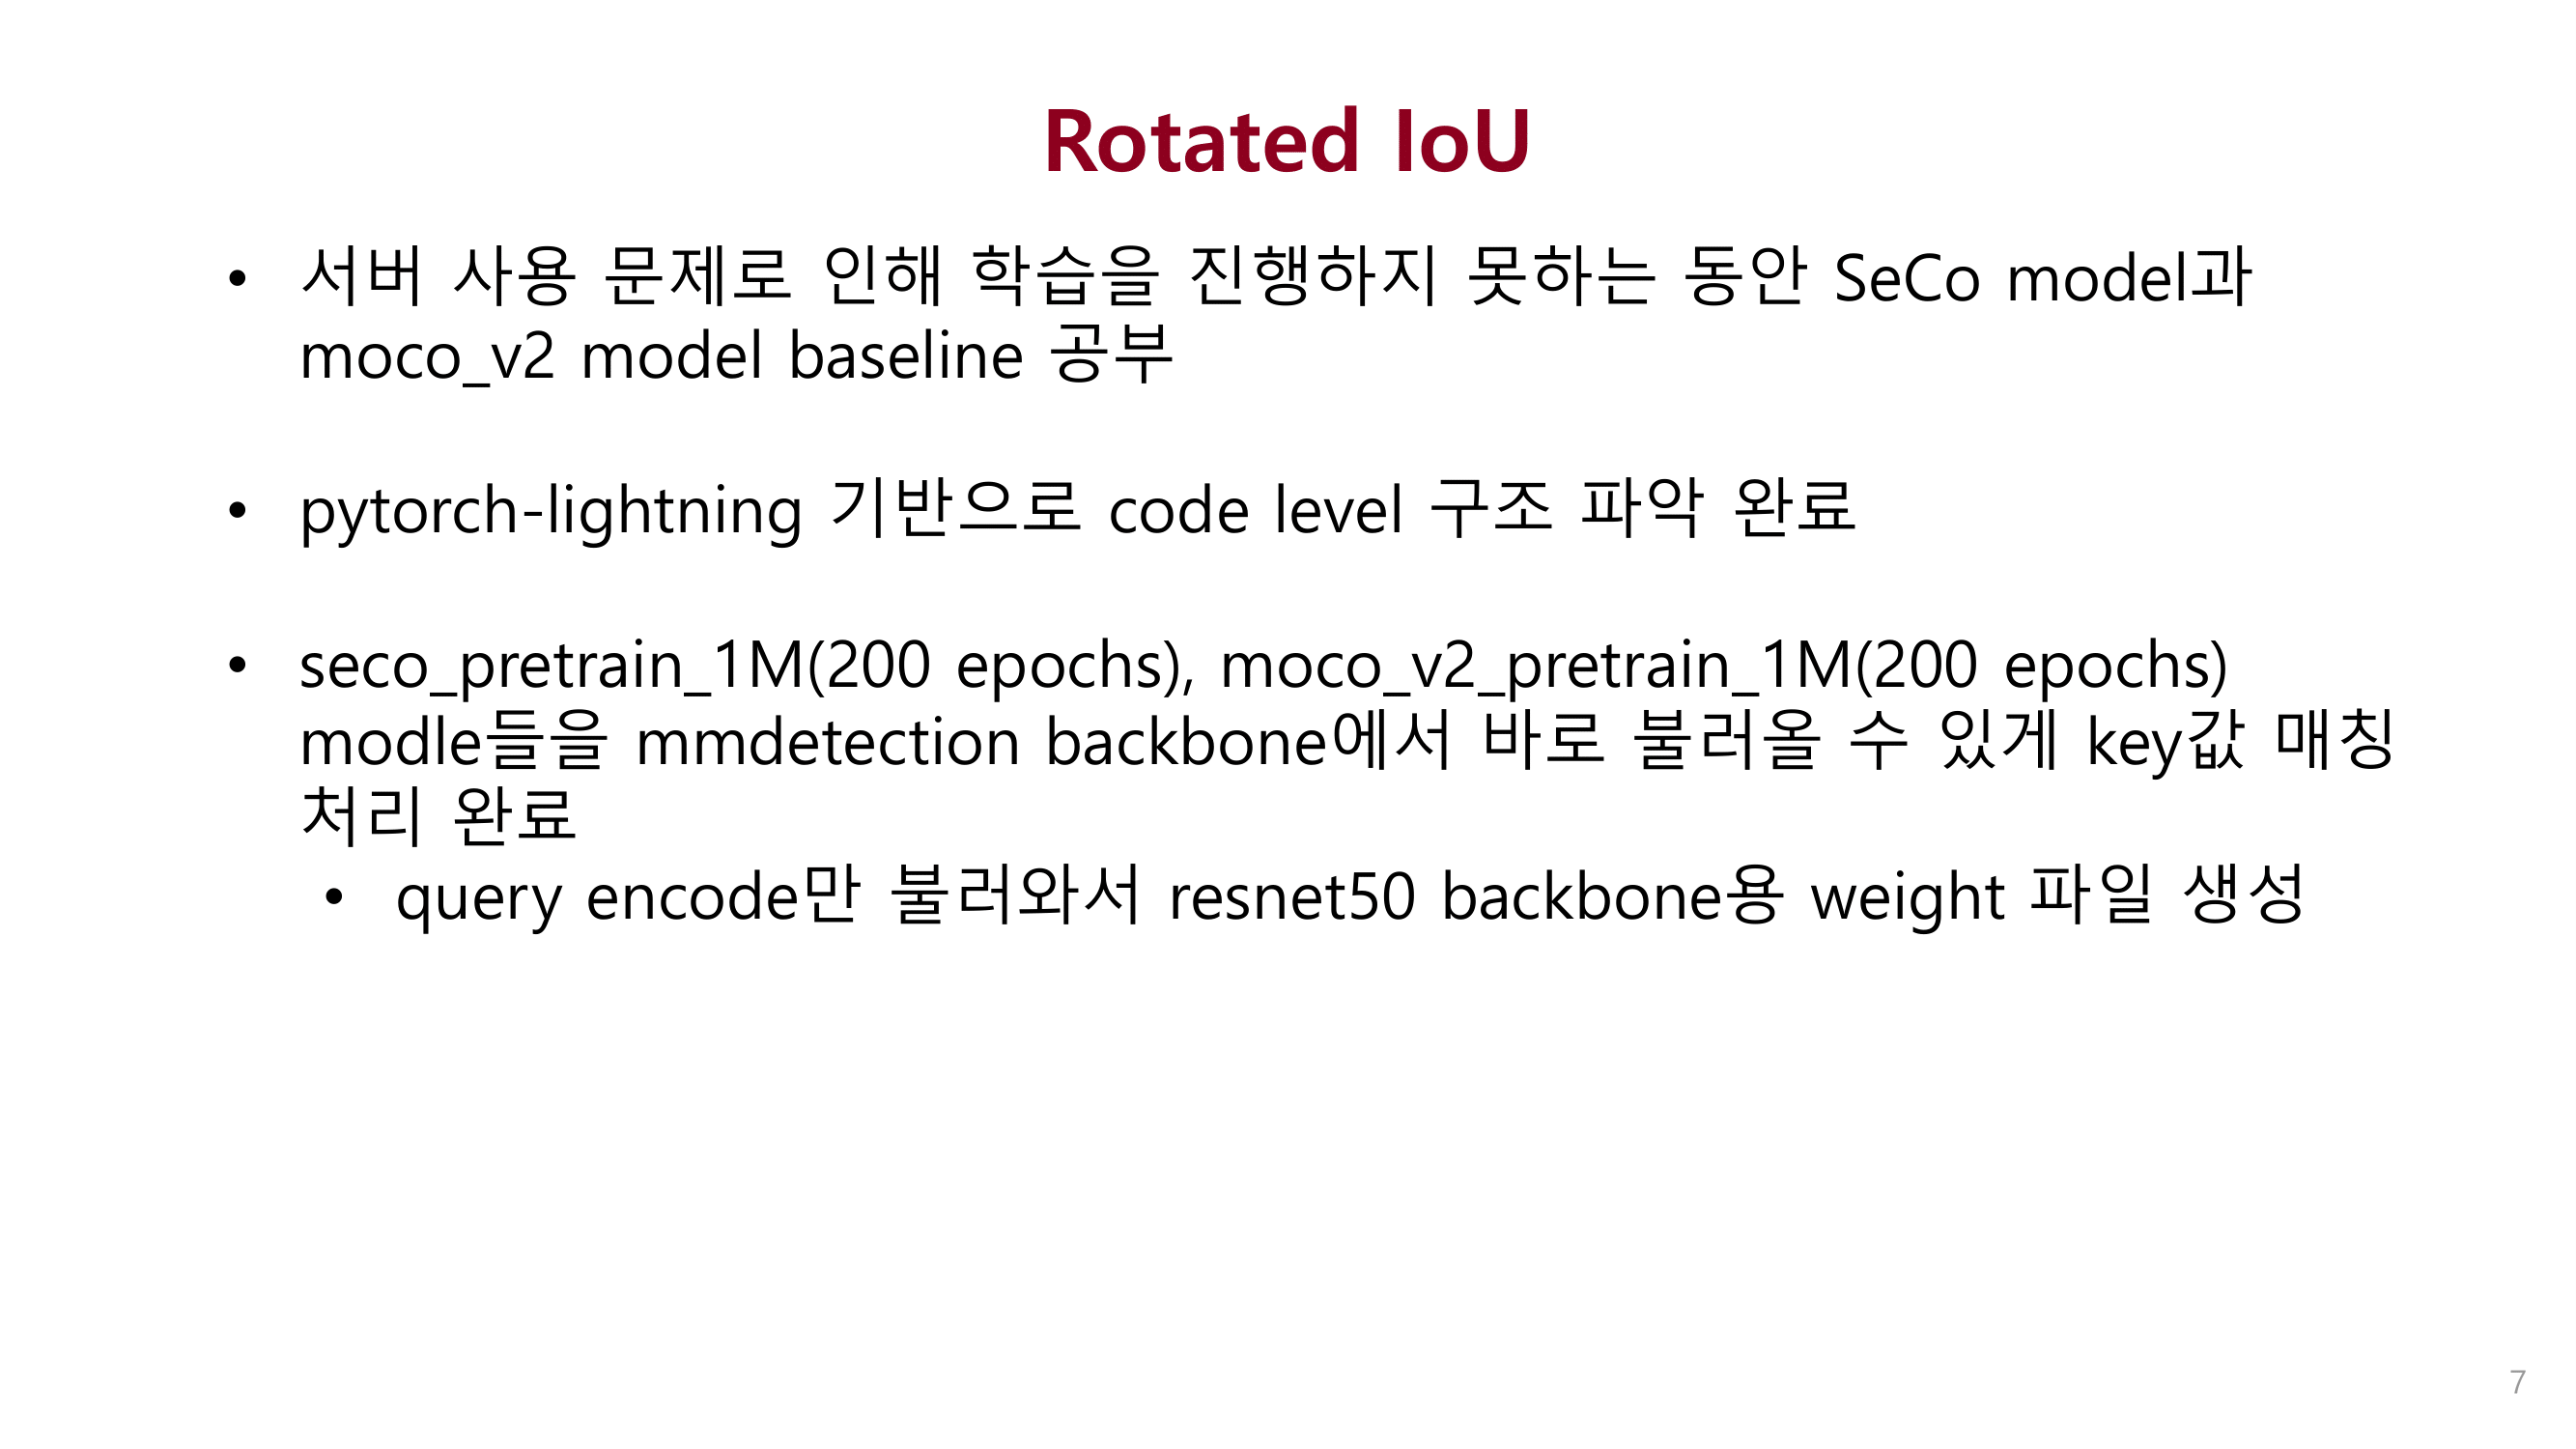 Rotated IoU
• 서버 사용 문제로 인해 학습을 진행하지 못하는 동안 SeCo model과
moco_v2 model baseline 공부
• pytorch-lightning 기반으로 code level 구조 파악 완료
• seco_pretrain_1M(200 epochs), moco_v2_pretrain_1M(200 epochs)
modle들을 mmdetection backbone에서 바로 불러올 수 있게 key값 매칭
처리 완료
• query encode만 불러와서 resnet50 backbone용 weight 파일 생성
7